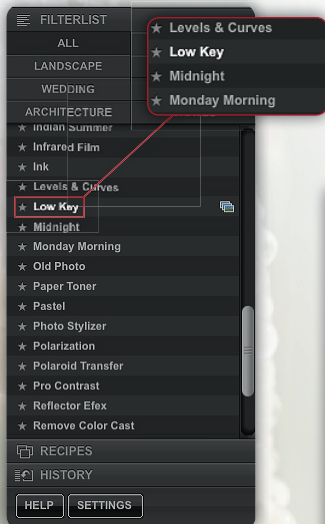 FILTERLIST
ALL
LANDSCAPE
WEDDING
ARCHITECTURE
Levels & Curves
Low Key
Midnight
Monday Morning
Indian Summer
Infrared Film
Ink
Levels & Curves
Low Key
Midnight
Monday Morning
Old Photo
Paper Toner
Pastel
Photo Stylizer
Polarization
Polaroid Transfer
Pro Contrast
Reflector Efex
Remove Color Cast
RECIPES
HISTORY
HELP
SETTINGS